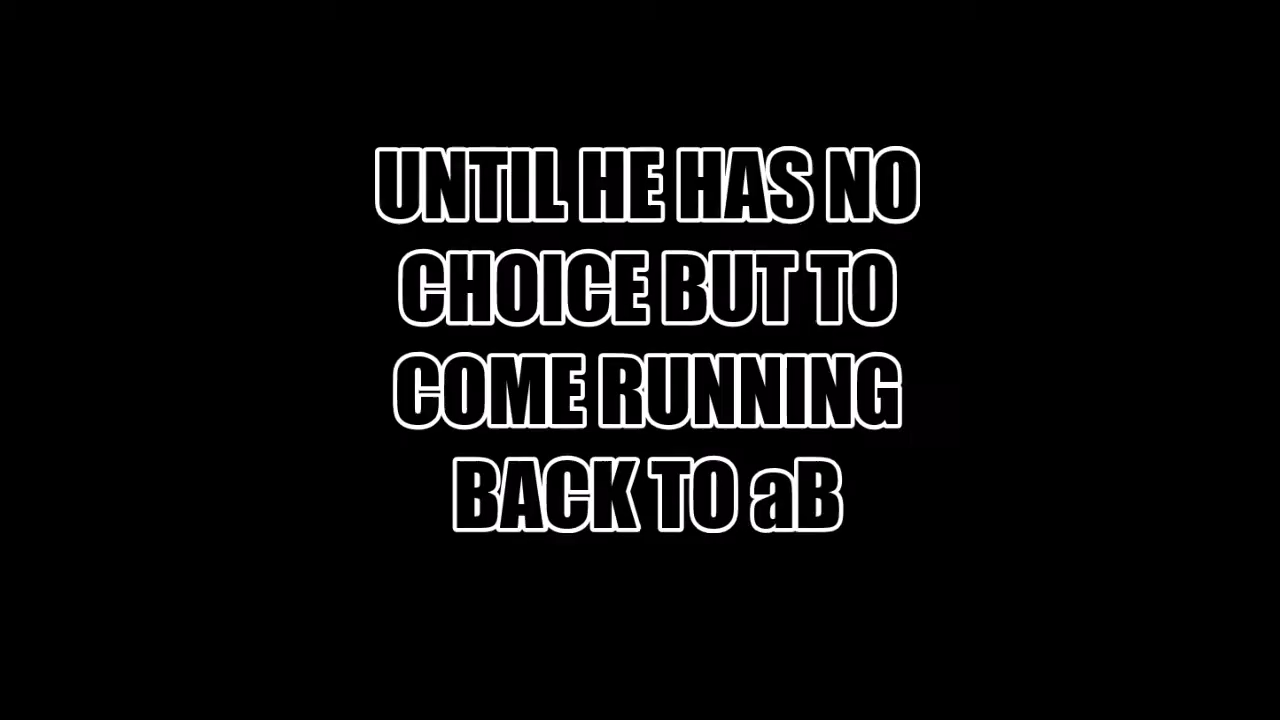 UNTIL HE HAS NO
CHOICE BUT TO
COME RUNNING
BACK TO aB